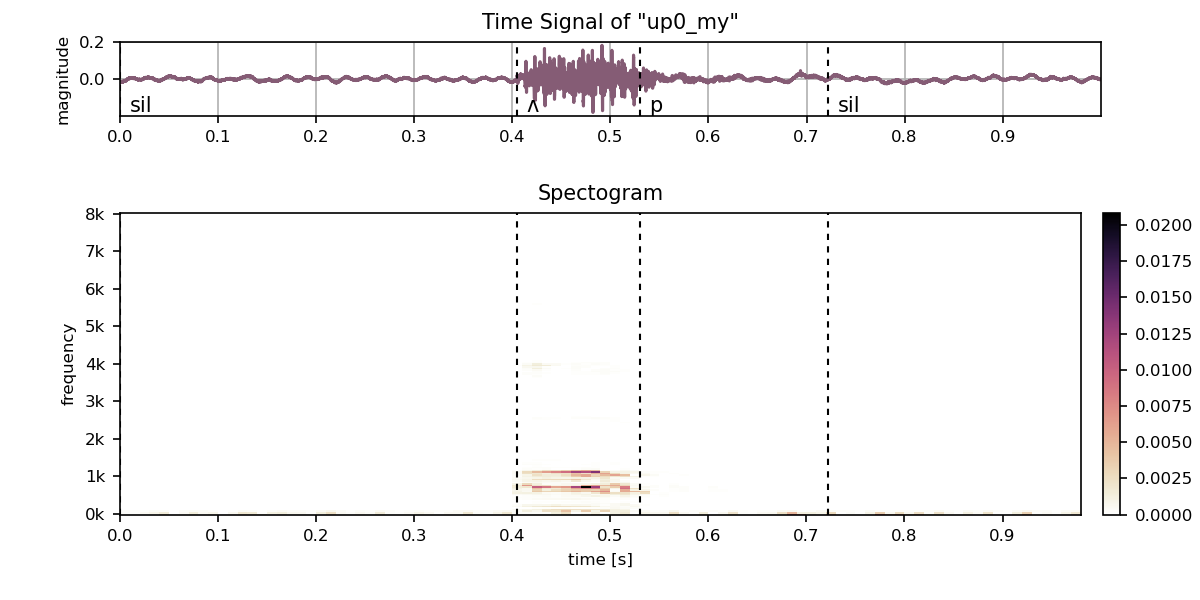 Time Signal of "up0_my"
0.2
0.0
magnitude
sil ʌ p sil
0.0 0.1 0.2 0.3 0.4 0.5 0.6 0.7 0.8 0.9
Spectogram
8k
7k
6k
5k
4k
3k
2k
1k
0k
frequency
0.0 0.1 0.2 0.3 0.4 0.5 0.6 0.7 0.8 0.9
time [s]
0.0200
0.0175
0.0150
0.0125
0.0100
0.0075
0.0050
0.0025
0.0000